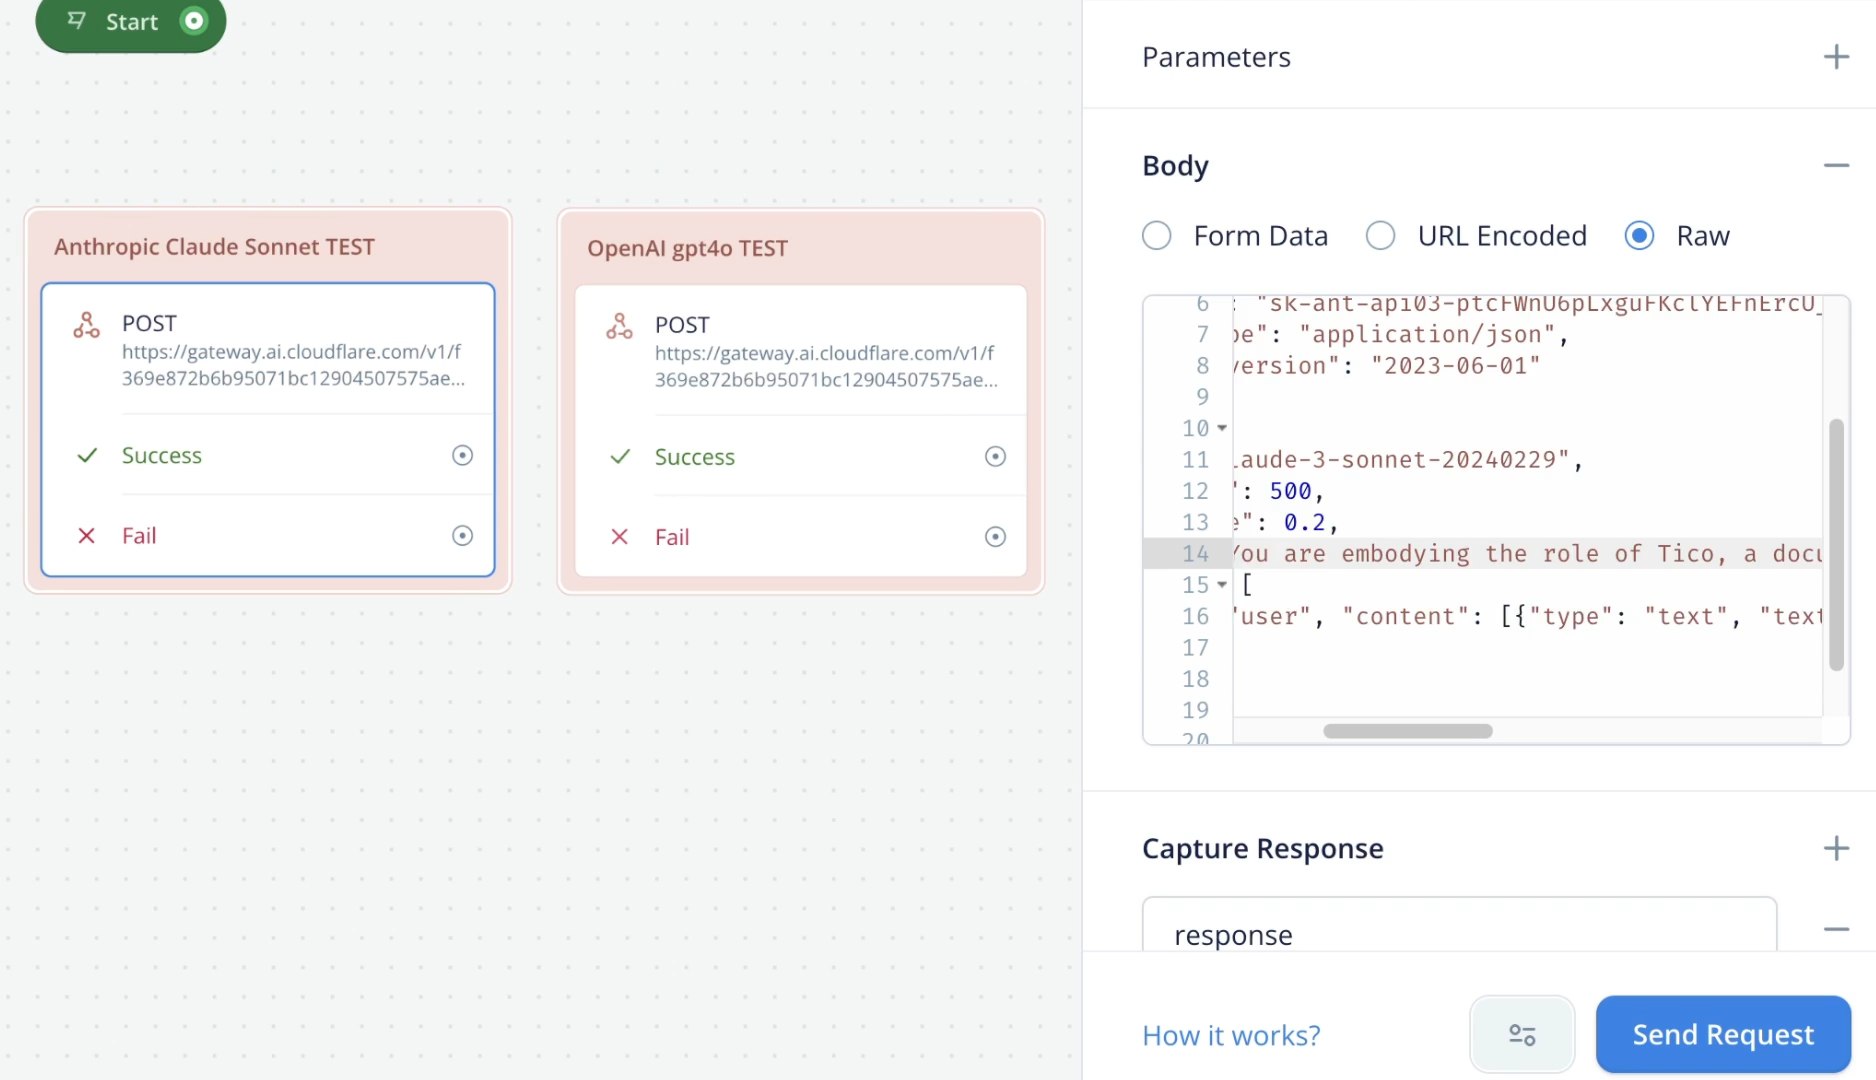 Start
Anthropic Claude Sonnet TEST
POST
https://gateway.ai.cloudflare.com/v1/f
369e872b6b95071bc12904507575ae...
Success
Fail
OpenAI gpt4o TEST
POST
https://gateway.ai.cloudflare.com/v1/f
369e872b6b95071bc12904507575ae...
Success
Fail
Parameters
Body
Form Data
URL Encoded
Raw
6 : "sk-ant-api03-ptcFWnU6pLxguFKclYEFnErcU_
7 pe": "application/json",
8 version": "2023-06-01"
9
10
11 laude-3-sonnet-20240229",
12 ": 500,
13 e": 0.2,
14 You are embodying the role of Tico, a docu
15 [
16 "user", "content": [{"type": "text", "text
17
18
19
20
Capture Response
response
How it works?
Send Request